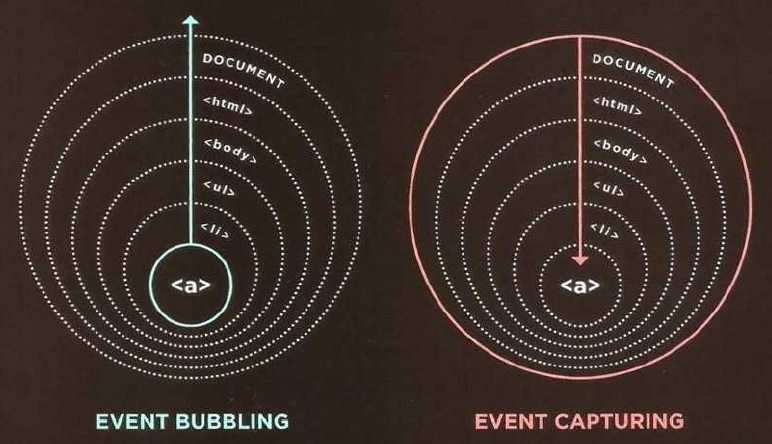 DOCUMENT
<html>
<body>
<ul>
<li>
<a>
EVENT BUBBLING
DOCUMENT
<html>
<body>
<ul>
<li>
<a>
EVENT CAPTURING